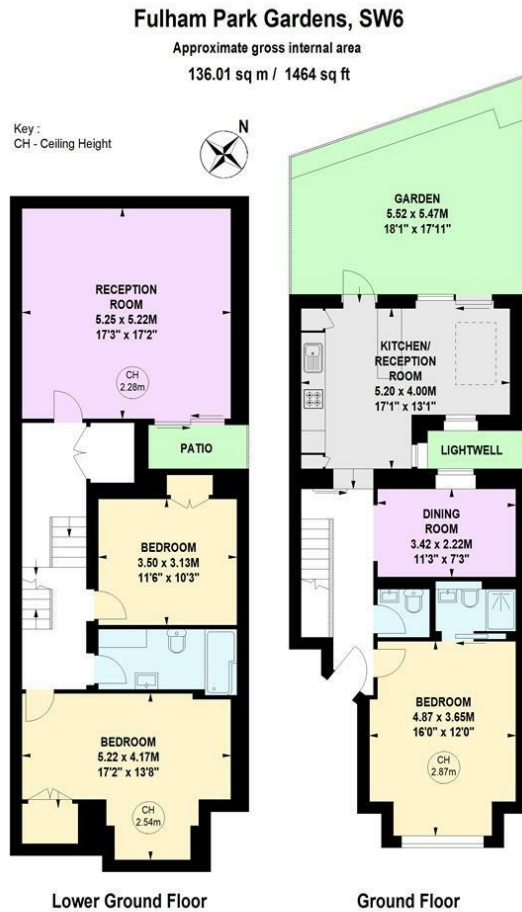 Fulham Park Gardens, SW6
Approximate gross internal area
136.01 sq m / 1464 sq ft
Key :
CH - Ceiling Height
N
RECEPTION
ROOM
5.25 x 5.22M
17'3" x 17'2"
CH
2.28m
PATIO
BEDROOM
3.50 x 3.13M
11'6" x 10'3"
BEDROOM
5.22 x 4.17M
17'2" x 13'8"
CH
2.54m
Lower Ground Floor
GARDEN
5.52 x 5.47M
18'1" x 17'11"
KITCHEN/
RECEPTION
ROOM
5.20 x 4.00M
17'1" x 13'1"
LIGHTWELL
DINING
ROOM
3.42 x 2.22M
11'3" x 7'3"
BEDROOM
4.87 x 3.65M
16'0" x 12'0"
CH
2.87m
Ground Floor